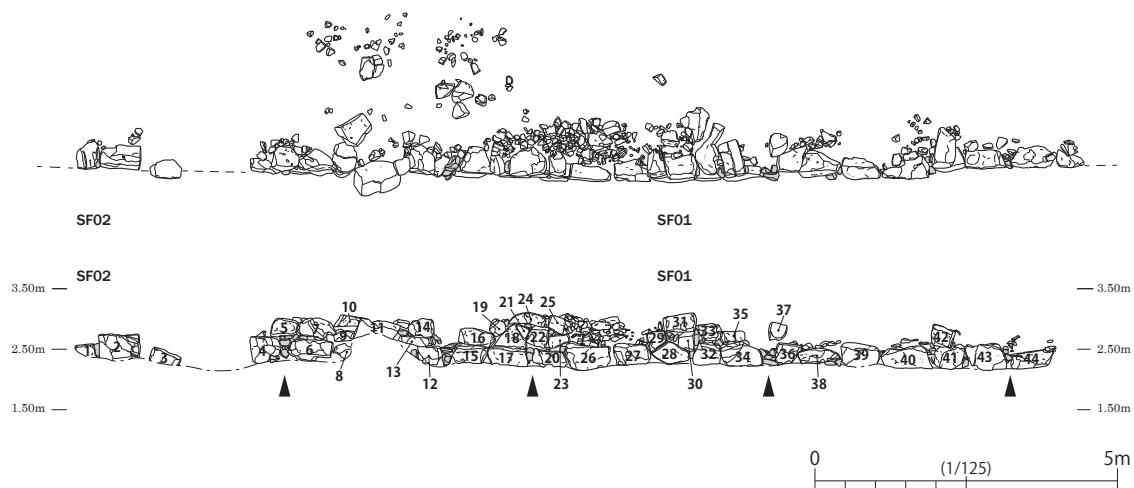 SF02 SF01
SF02 SF01
3.50m 3.50m
10 19 21 24 25 35 37
5 7 9 11 14 16 18 22 29 31 33 42
2.50m 2.50m
1 2 3 4 6 15 17 20 26 27 28 32 34 36 39 40 41 43 44
8 13 12 23 30 38
1.50m 1.50m
0 (1/125) 5m